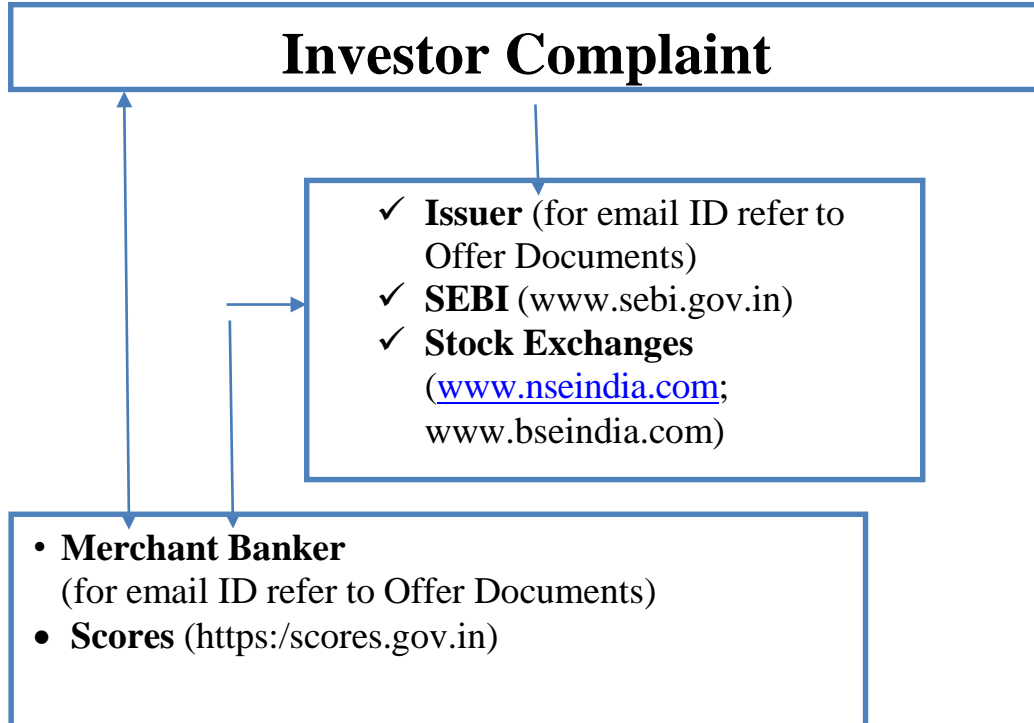 Investor Complaint
✓ Issuer (for email ID refer to
Offer Documents)
✓ SEBI (www.sebi.gov.in)
✓ Stock Exchanges
(www.nseindia.com;
www.bseindia.com)
• Merchant Banker
(for email ID refer to Offer Documents)
• Scores (https:/scores.gov.in)